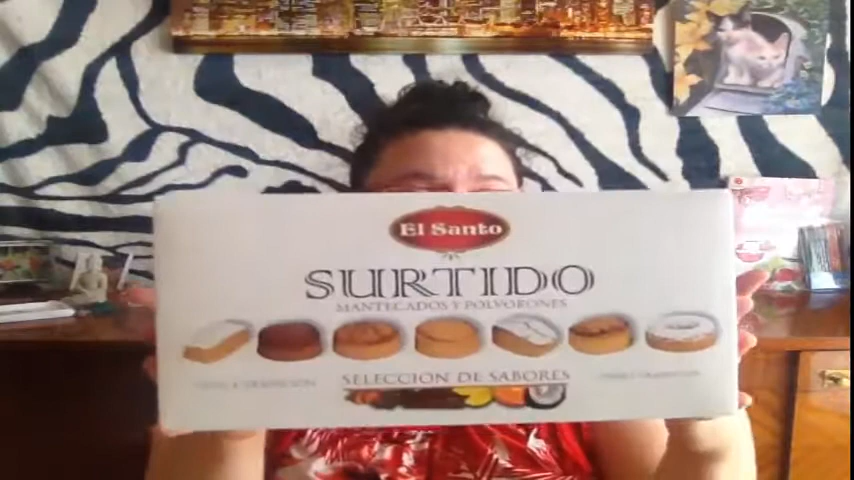 El Santo
SURTIDO
MANTECADOS Y POLVORONES
SELECCION DE SABORES